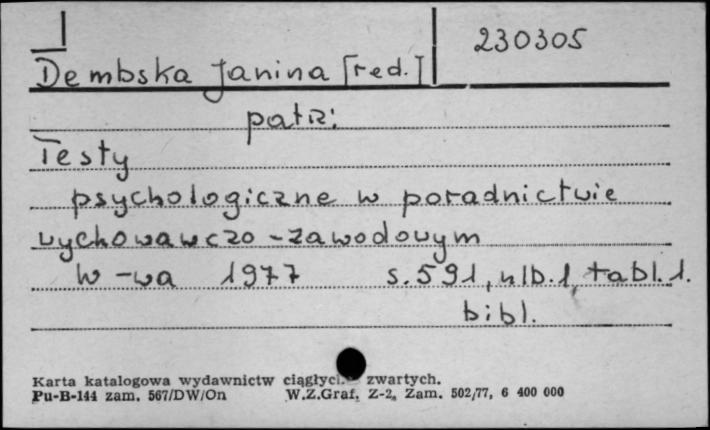 230305
Dembska Janina [red.]
patrz:
Testy
psychologiczne w poradnictwie
wychowawczo-zawodowym
W-wa 1977 s. 591, nlb. 1, tabl. 1.
bibl.
Karta katalogowa wydawnictw zwartych.
Pu-B-144 zam. 567/DW/On W.Z.Graf. Z-2, Zam. 502/77, 6 400 000